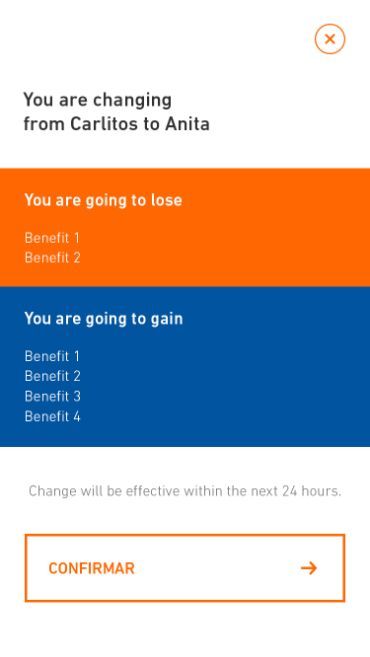 You are changing
from Carlitos to Anita
You are going to lose
Benefit 1
Benefit 2
You are going to gain
Benefit 1
Benefit 2
Benefit 3
Benefit 4
Change will be effective within the next 24 hours.
CONFIRMAR